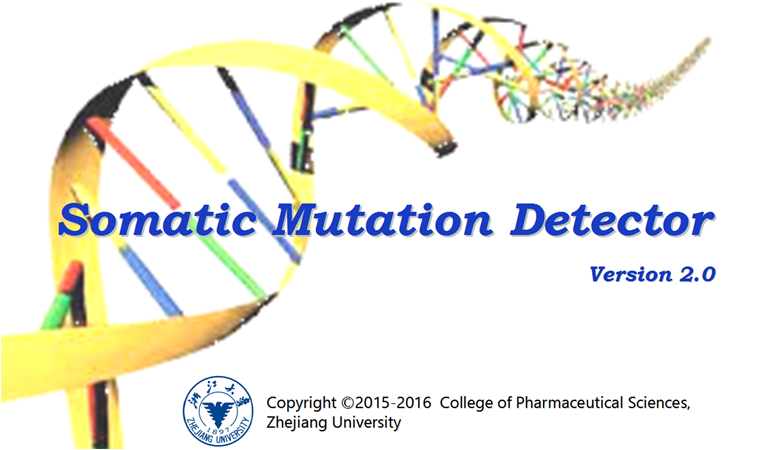 Somatic Mutation Detector
Version 2.0
浙江大學
ZHEJIANG UNIVERSITY
1897
Copyright ©2015-2016 College of Pharmaceutical Sciences,
Zhejiang University